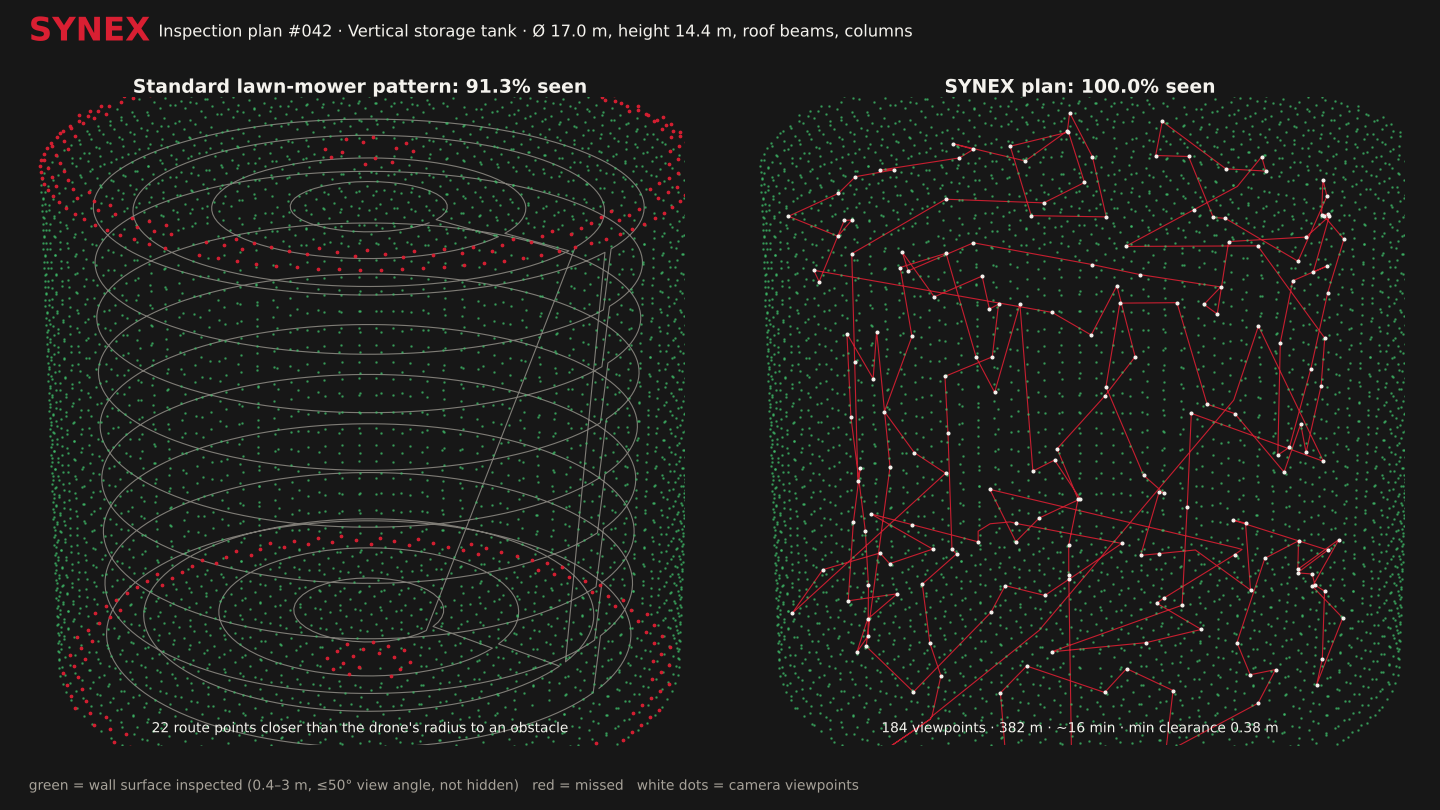 SYNEX Inspection plan #042 · Vertical storage tank · Ø 17.0 m, height 14.4 m, roof beams, columns
Standard lawn-mower pattern: 91.3% seen
SYNEX plan: 100.0% seen
22 route points closer than the drone's radius to an obstacle
184 viewpoints · 382 m · ~16 min · min clearance 0.38 m
green = wall surface inspected (0.4–3 m, ≤50° view angle, not hidden) red = missed white dots = camera viewpoints